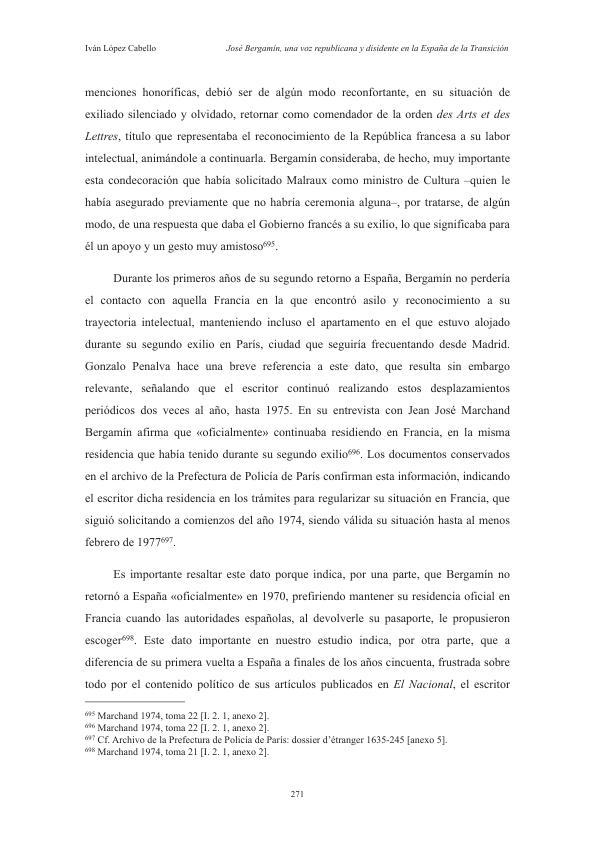 Iván López Cabello José Bergamín, una voz republicana y disidente en la España de la Transición
menciones honoríficas, debió ser de algún modo reconfortante, en su situación de
exiliado silenciado y olvidado, retornar como comendador de la orden des Arts et des
Lettres, título que representaba el reconocimiento de la República francesa a su labor
intelectual, animándole a continuarla. Bergamín consideraba, de hecho, muy importante
esta condecoración que había solicitado Malraux como ministro de Cultura –quien le
había asegurado previamente que no habría ceremonia alguna–, por tratarse, de algún
modo, de una respuesta que daba el Gobierno francés a su exilio, lo que significaba para
él un apoyo y un gesto muy amistoso⁶⁹⁵.
Durante los primeros años de su segundo retorno a España, Bergamín no perdería
el contacto con aquella Francia en la que encontró asilo y reconocimiento a su
trayectoria intelectual, manteniendo incluso el apartamento en el que estuvo alojado
durante su segundo exilio en París, ciudad que seguiría frecuentando desde Madrid.
Gonzalo Penalva hace una breve referencia a este dato, que resulta sin embargo
relevante, señalando que el escritor continuó realizando estos desplazamientos
periódicos dos veces al año, hasta 1975. En su entrevista con Jean José Marchand
Bergamín afirma que «oficialmente» continuaba residiendo en Francia, en la misma
residencia que había tenido durante su segundo exilio⁶⁹⁶. Los documentos conservados
en el archivo de la Prefectura de Policía de París confirman esta información, indicando
el escritor dicha residencia en los trámites para regularizar su situación en Francia, que
siguió solicitando a comienzos del año 1974, siendo válida su situación hasta al menos
febrero de 1977⁶⁹⁷.
Es importante resaltar este dato porque indica, por una parte, que Bergamín no
retornó a España «oficialmente» en 1970, prefiriendo mantener su residencia oficial en
Francia cuando las autoridades españolas, al devolverle su pasaporte, le propusieron
escoger⁶⁹⁸. Este dato importante en nuestro estudio indica, por otra parte, que a
diferencia de su primera vuelta a España a finales de los años cincuenta, frustrada sobre
todo por el contenido político de sus artículos publicados en El Nacional, el escritor
⁶⁹⁵ Marchand 1974, toma 22 [I. 2. 1, anexo 2].
⁶⁹⁶ Marchand 1974, toma 22 [I. 2. 1, anexo 2].
⁶⁹⁷ Cf. Archivo de la Prefectura de Policía de París: dossier d’étranger 1635-245 [anexo 5].
⁶⁹⁸ Marchand 1974, toma 21 [I. 2. 1, anexo 2].
271